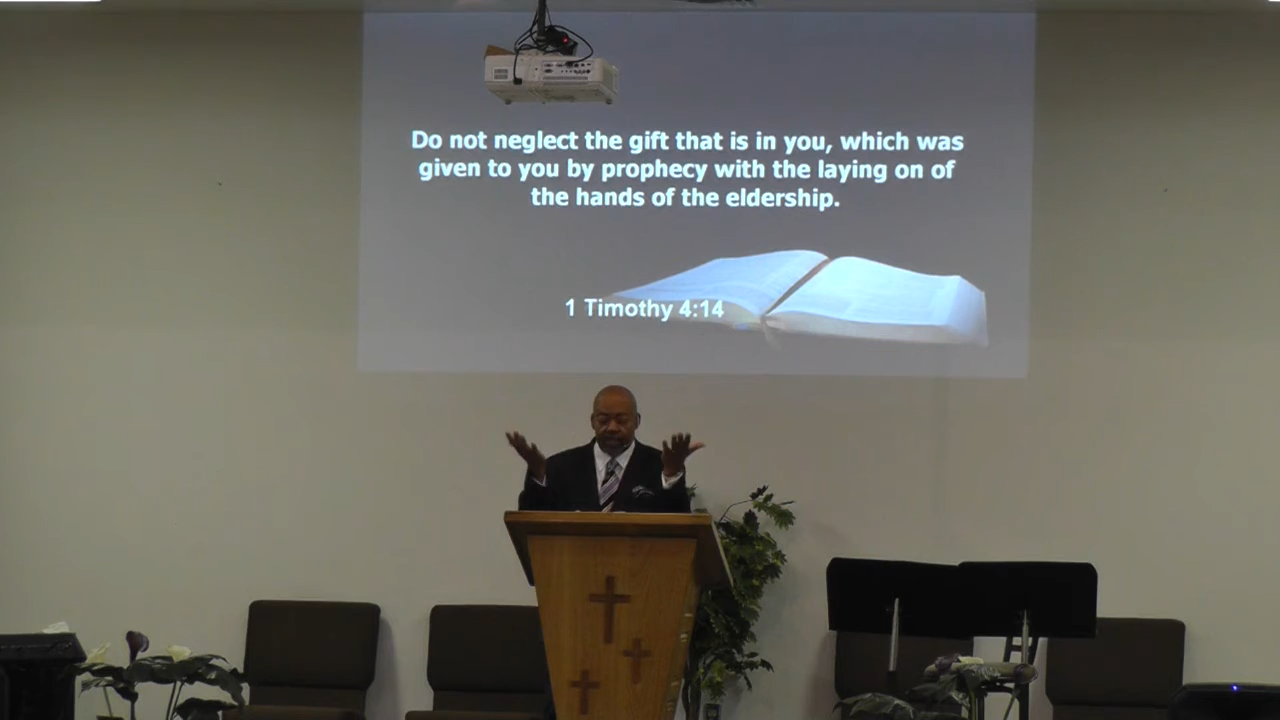 Do not neglect the gift that is in you, which was
given to you by prophecy with the laying on of
the hands of the eldership.
1 Timothy 4:14